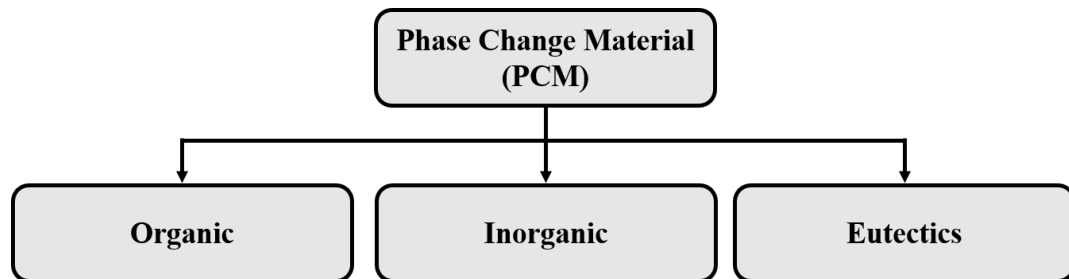 Phase Change Material
(PCM)
Organic
Inorganic
Eutectics